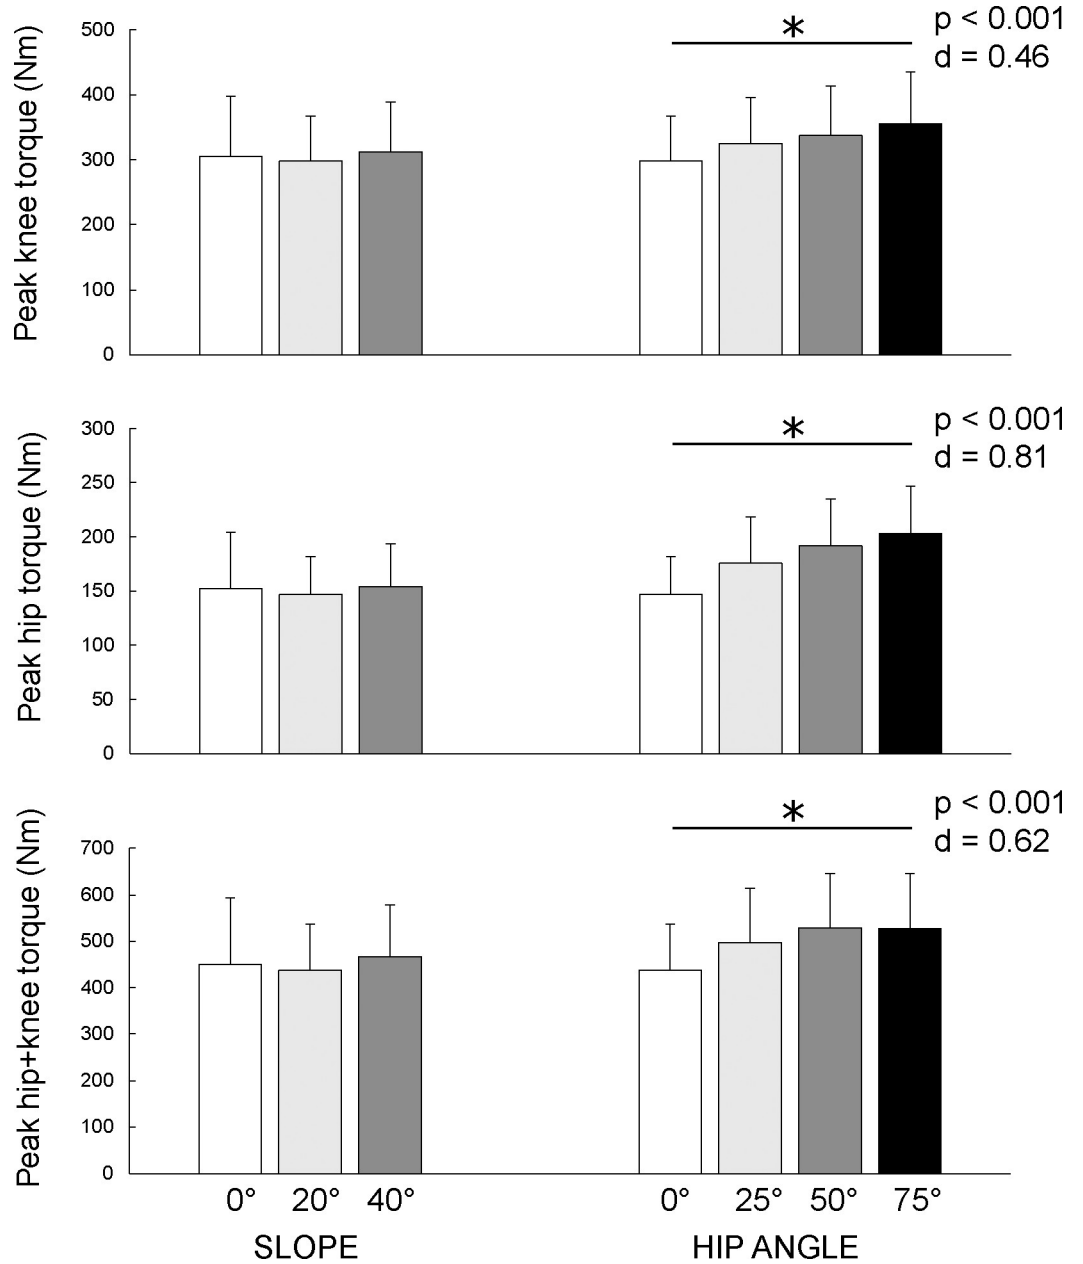 Peak knee torque (Nm)
500
400
300
200
100
0
*
p < 0.001
d = 0.46
Peak hip torque (Nm)
300
250
200
150
100
50
0
*
p < 0.001
d = 0.81
Peak hip+knee torque (Nm)
700
600
500
400
300
200
100
0
*
p < 0.001
d = 0.62
0° 20° 40° 0° 25° 50° 75°
SLOPE HIP ANGLE